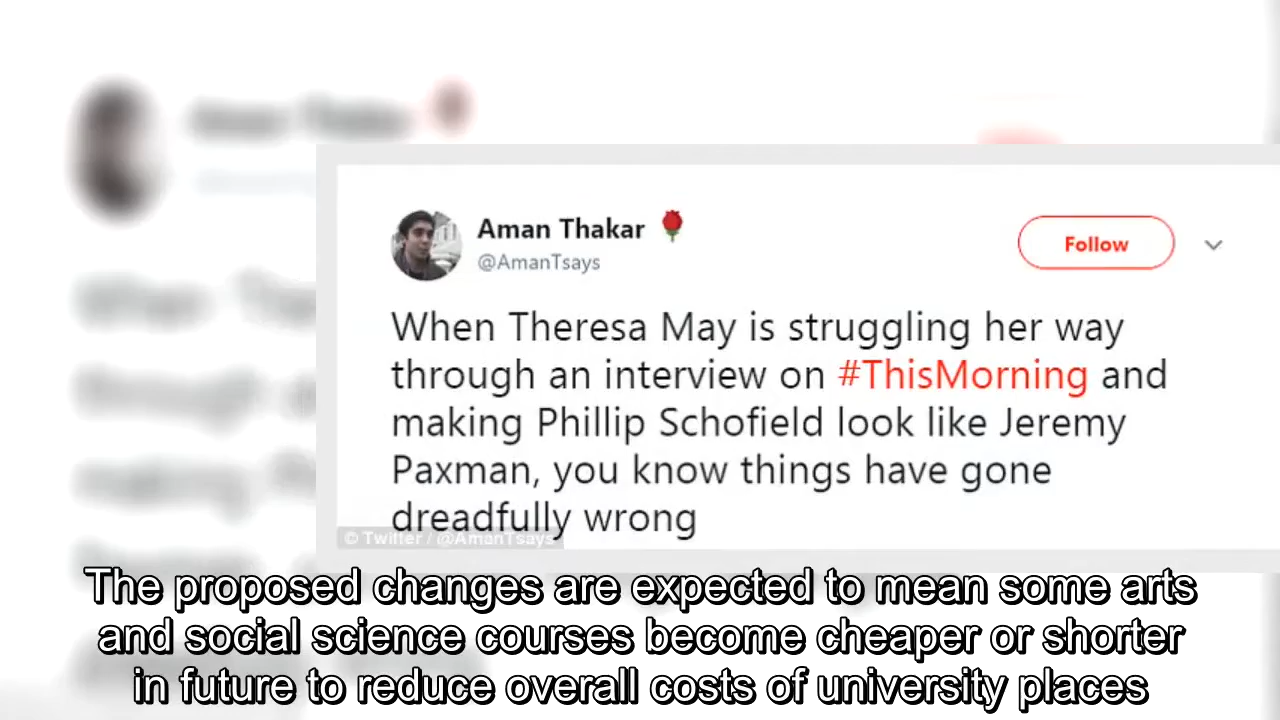 Aman Thakar
@AmanTsays
Follow
When Theresa May is struggling her way
through an interview on #ThisMorning and
making Phillip Schofield look like Jeremy
Paxman, you know things have gone
dreadfully wrong
© Twitter / @AmanTsays
The proposed changes are expected to mean some arts
and social science courses become cheaper or shorter
in future to reduce overall costs of university places